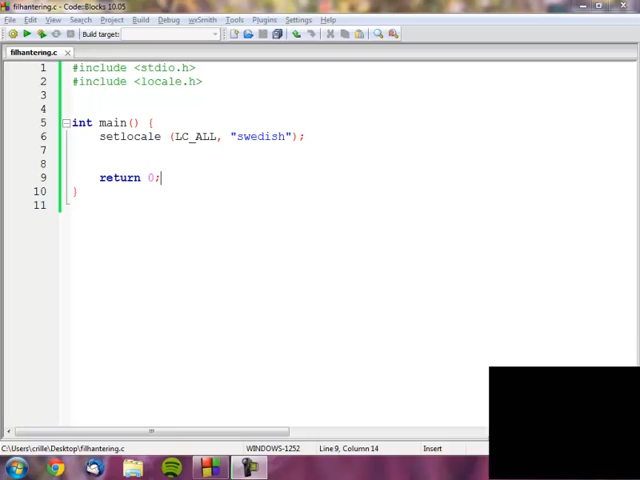 filhantering.c - Code::Blocks 10.05
File Edit View Search Project Build Debug wxSmith Tools Plugins Settings Help
Build target:
filhantering.c
1 #include <stdio.h>
2 #include <locale.h>
3
4
5 int main() {
6 setlocale (LC_ALL, "swedish");
7
8
9 return 0;
10 }
11
C:\Users\crille\Desktop\filhantering.c WINDOWS-1252 Line 9, Column 14 Insert